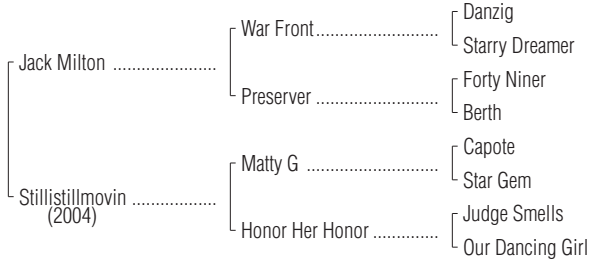 Danzig
War Front
Starry Dreamer
Jack Milton
Forty Niner
Preserver
Berth
Capote
Matty G
Star Gem
Stillistillmovin
(2004)
Judge Smells
Honor Her Honor
Our Dancing Girl